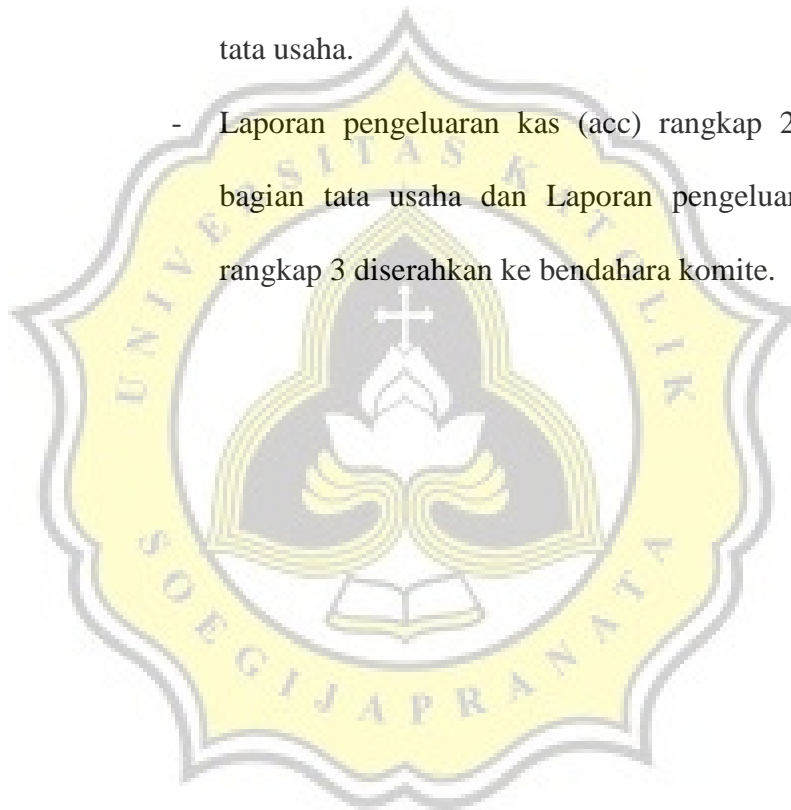 tata usaha.
- Laporan pengeluaran kas (acc) rangkap 2
bagian tata usaha dan Laporan pengeluar
rangkap 3 diserahkan ke bendahara komite.
UNIVERSITAS KATOLIK
SOEGIJAPRANATA